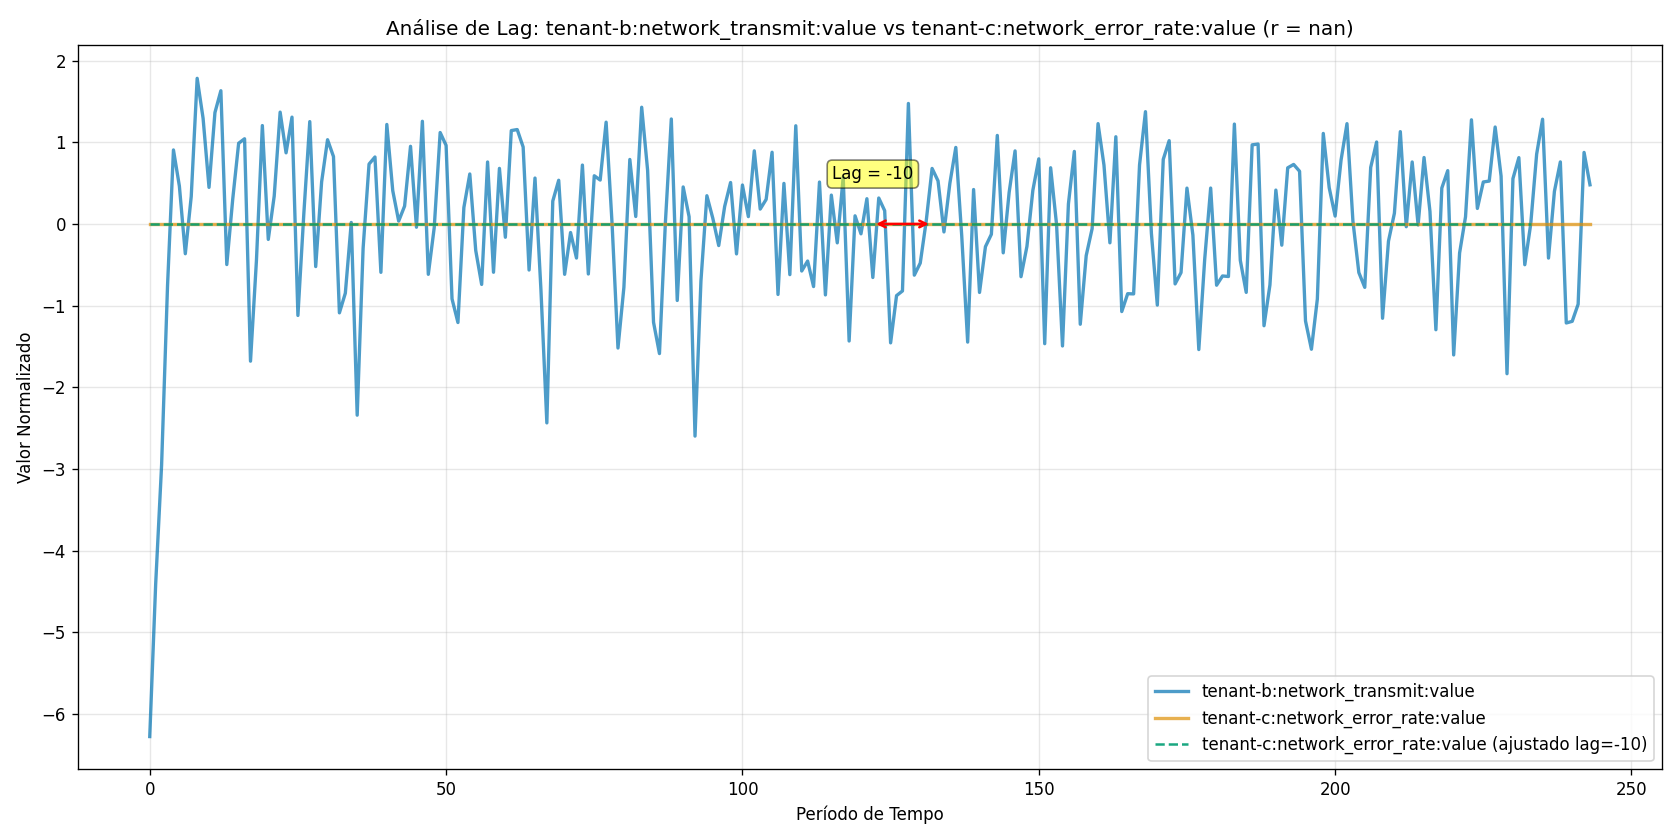 Análise de Lag: tenant-b:network_transmit:value vs tenant-c:network_error_rate:value (r = nan)
2
1
0
−1
−2
−3
−4
−5
−6
Valor Normalizado
Lag = -10
tenant-b:network_transmit:value
tenant-c:network_error_rate:value
tenant-c:network_error_rate:value (ajustado lag=-10)
0 50 100 150 200 250
Período de Tempo